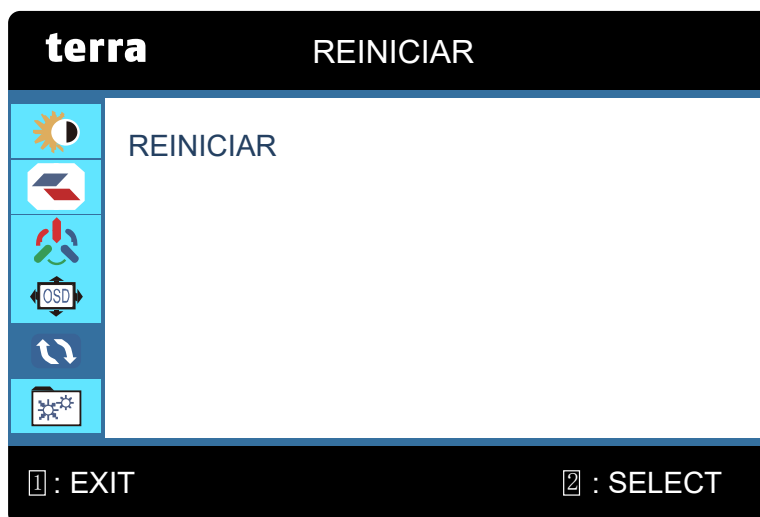 terra REINICIAR
REINICIAR
OSD
1 : EXIT 2 : SELECT